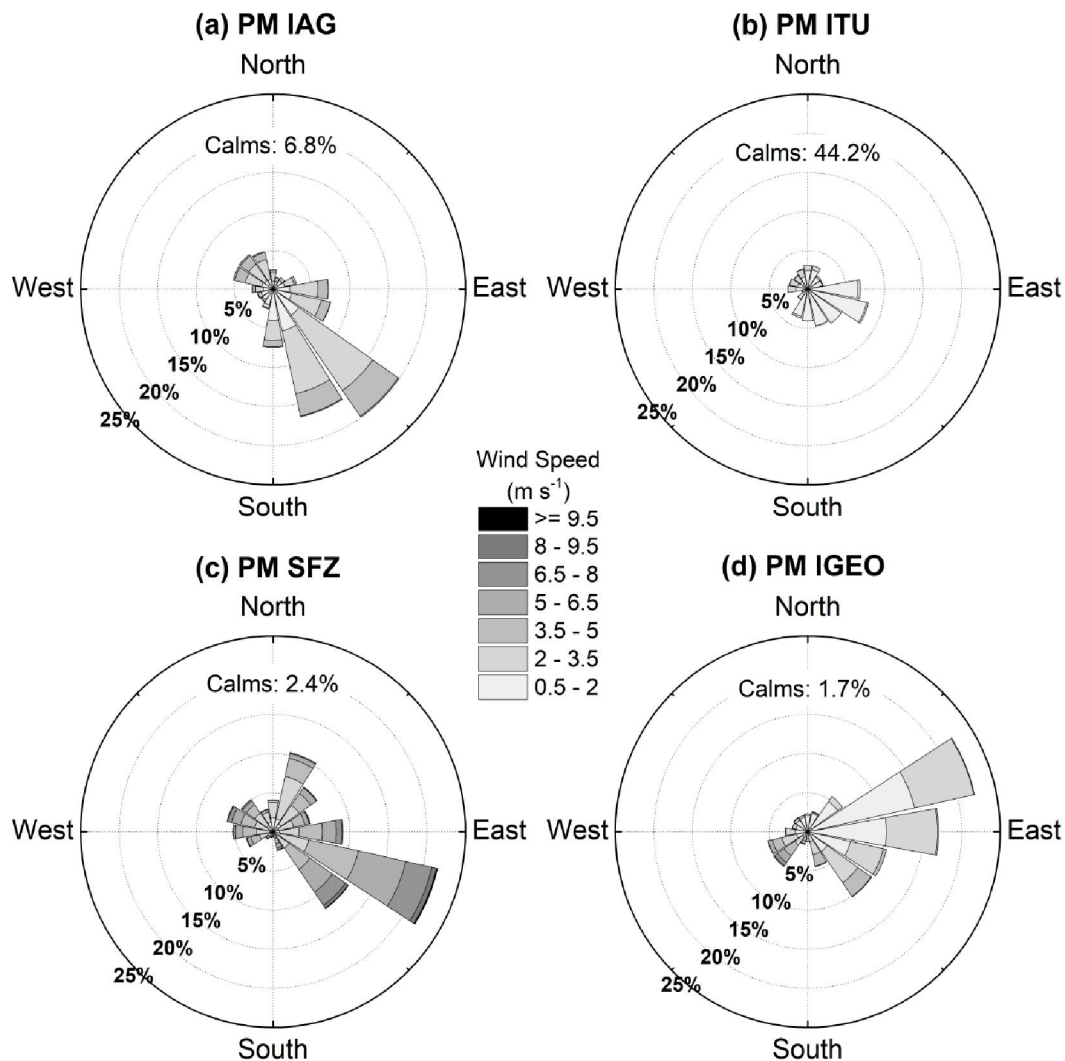 (a) PM IAG
North
Calms: 6.8%
West
East
5%
10%
15%
20%
25%
South
(b) PM ITU
North
Calms: 44.2%
West
East
5%
10%
15%
20%
25%
South
Wind Speed
(m s⁻¹)
>= 9.5
8 - 9.5
6.5 - 8
5 - 6.5
3.5 - 5
2 - 3.5
0.5 - 2
(c) PM SFZ
North
Calms: 2.4%
West
East
5%
10%
15%
20%
25%
South
(d) PM IGEO
North
Calms: 1.7%
West
East
5%
10%
15%
20%
25%
South